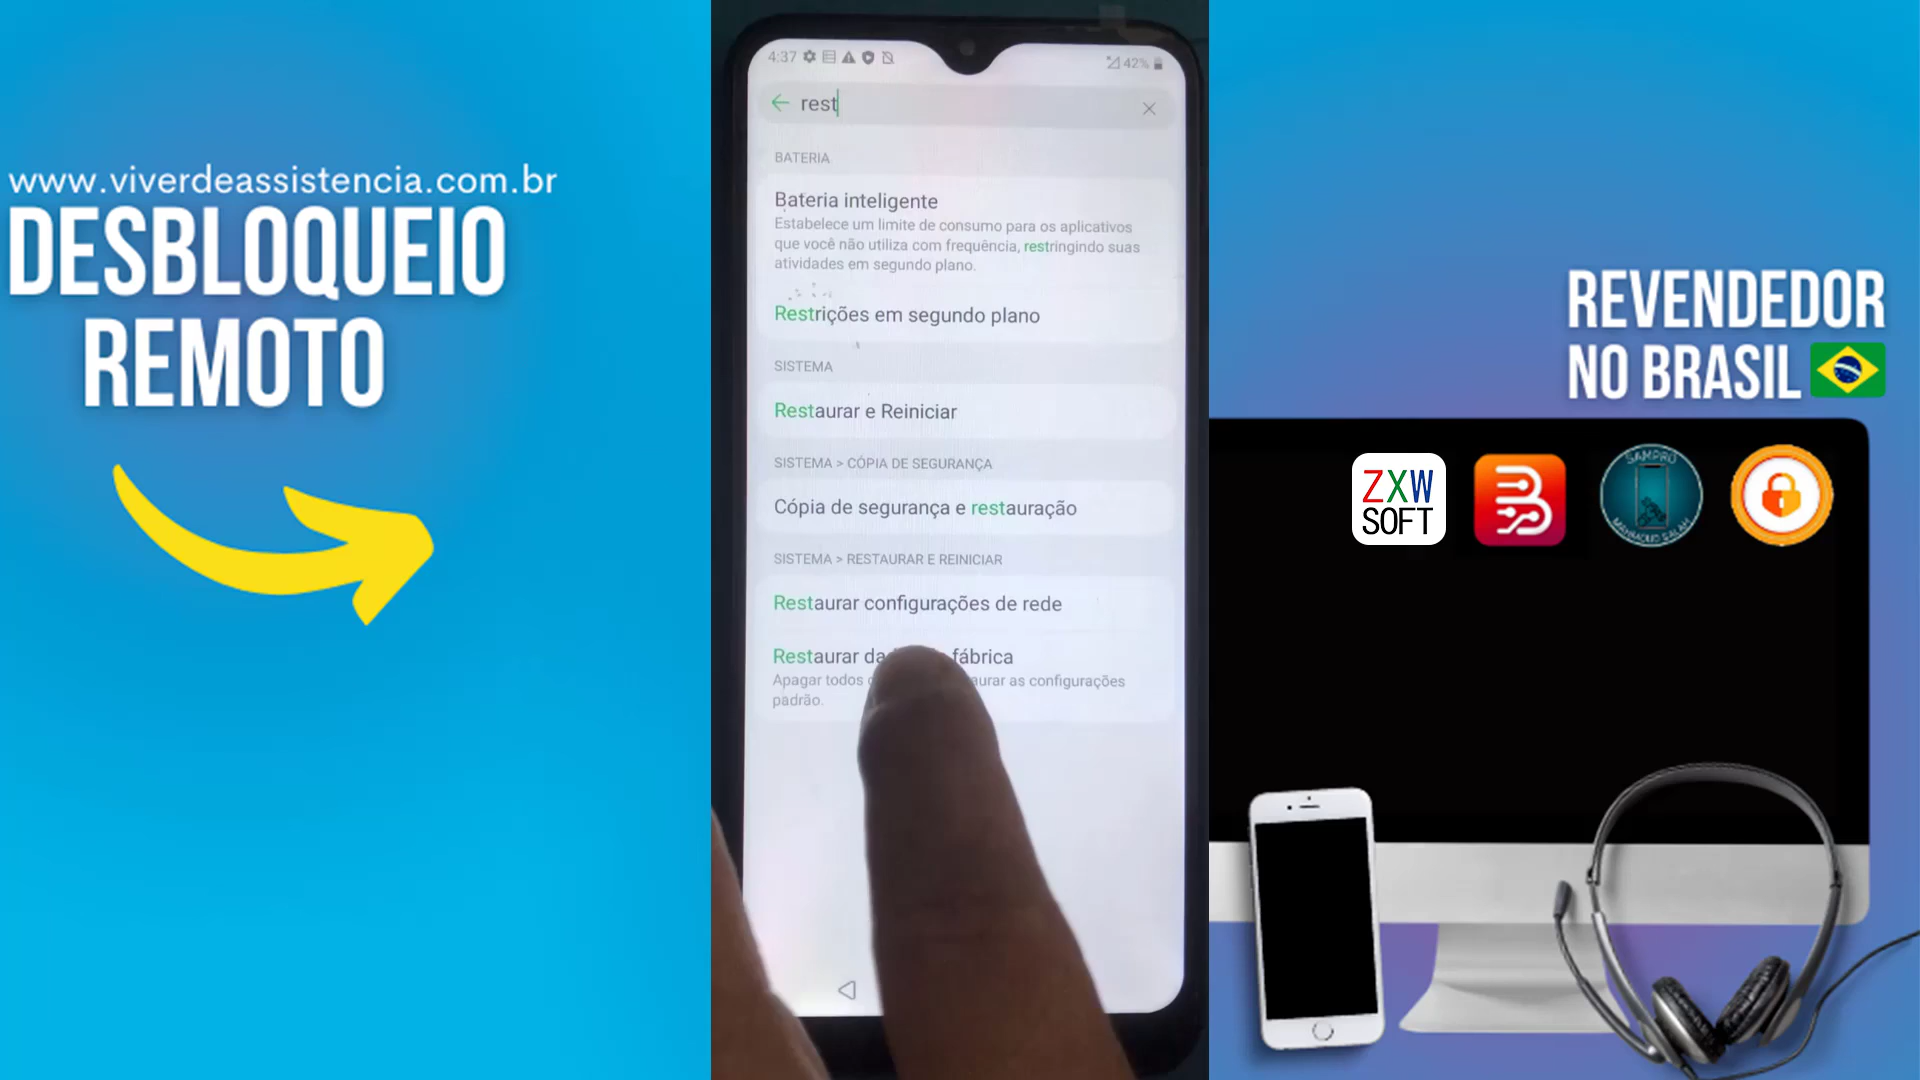 www.viverdeassistencia.com.br
DESBLOQUEIO
REMOTO
4:37
42%
rest
BATERIA
Bateria inteligente
Estabelece um limite de consumo para os aplicativos
que você não utiliza com frequência, restringindo suas
atividades em segundo plano.
Restrições em segundo plano
SISTEMA
Restaurar e Reiniciar
SISTEMA > CÓPIA DE SEGURANÇA
Cópia de segurança e restauração
SISTEMA > RESTAURAR E REINICIAR
Restaurar configurações de rede
Restaurar fábrica
Apagar todos as configurações
padrão.
REVENDEDOR
NO BRASIL
ZXW
SOFT
SAMPRO
MAHMOUD SALAH